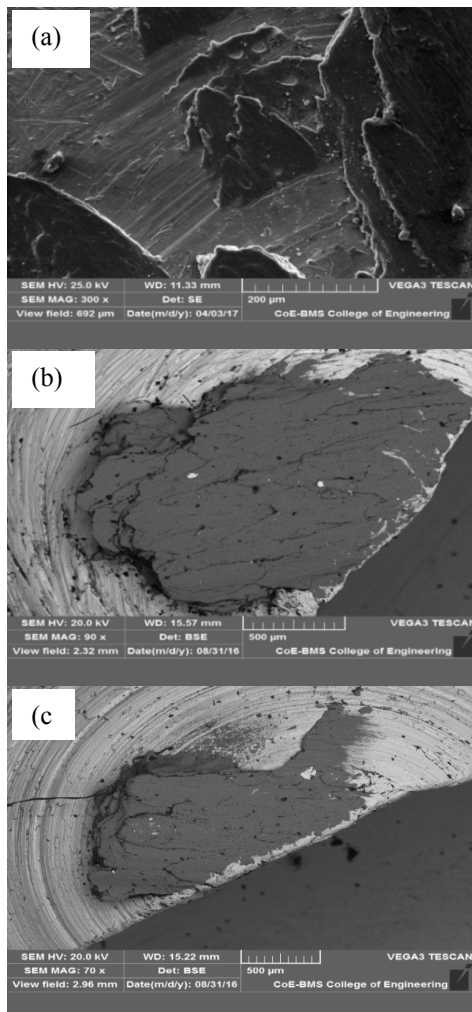 (a)
SEM HV: 25.0 kV WD: 11.33 mm VEGA3 TESCAN
SEM MAG: 300 x Det: SE 200 µm
View field: 692 µm Date(m/d/y): 04/03/17 CoE-BMS College of Engineering
(b)
SEM HV: 20.0 kV WD: 15.57 mm VEGA3 TESCAN
SEM MAG: 90 x Det: BSE 500 µm
View field: 2.32 mm Date(m/d/y): 08/31/16 CoE-BMS College of Engineering
(c
SEM HV: 20.0 kV WD: 15.22 mm VEGA3 TESCAN
SEM MAG: 70 x Det: BSE 500 µm
View field: 2.96 mm Date(m/d/y): 08/31/16 CoE-BMS College of Engineering